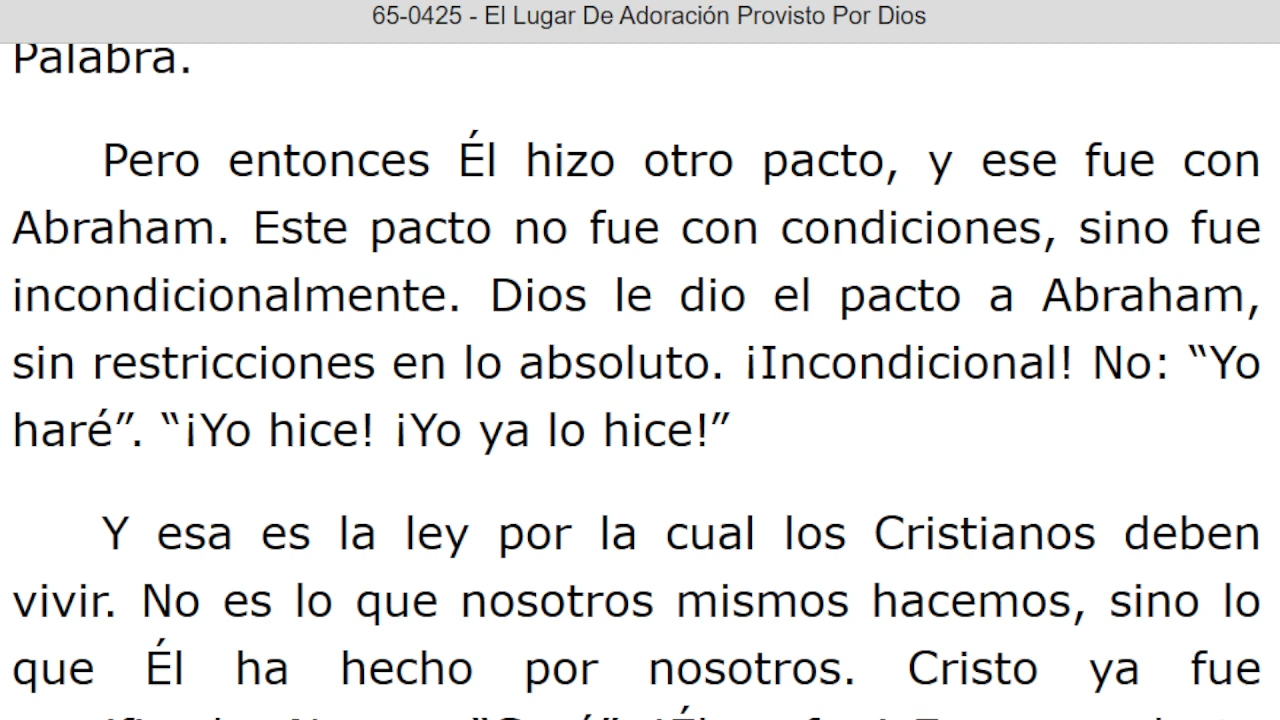 65-0425 - El Lugar De Adoración Provisto Por Dios
Palabra.
Pero entonces Él hizo otro pacto, y ese fue con
Abraham. Este pacto no fue con condiciones, sino fue
incondicionalmente. Dios le dio el pacto a Abraham,
sin restricciones en lo absoluto. ¡Incondicional! No: “Yo
haré”. “¡Yo hice! ¡Yo ya lo hice!”
Y esa es la ley por la cual los Cristianos deben
vivir. No es lo que nosotros mismos hacemos, sino lo
que Él ha hecho por nosotros. Cristo ya fue